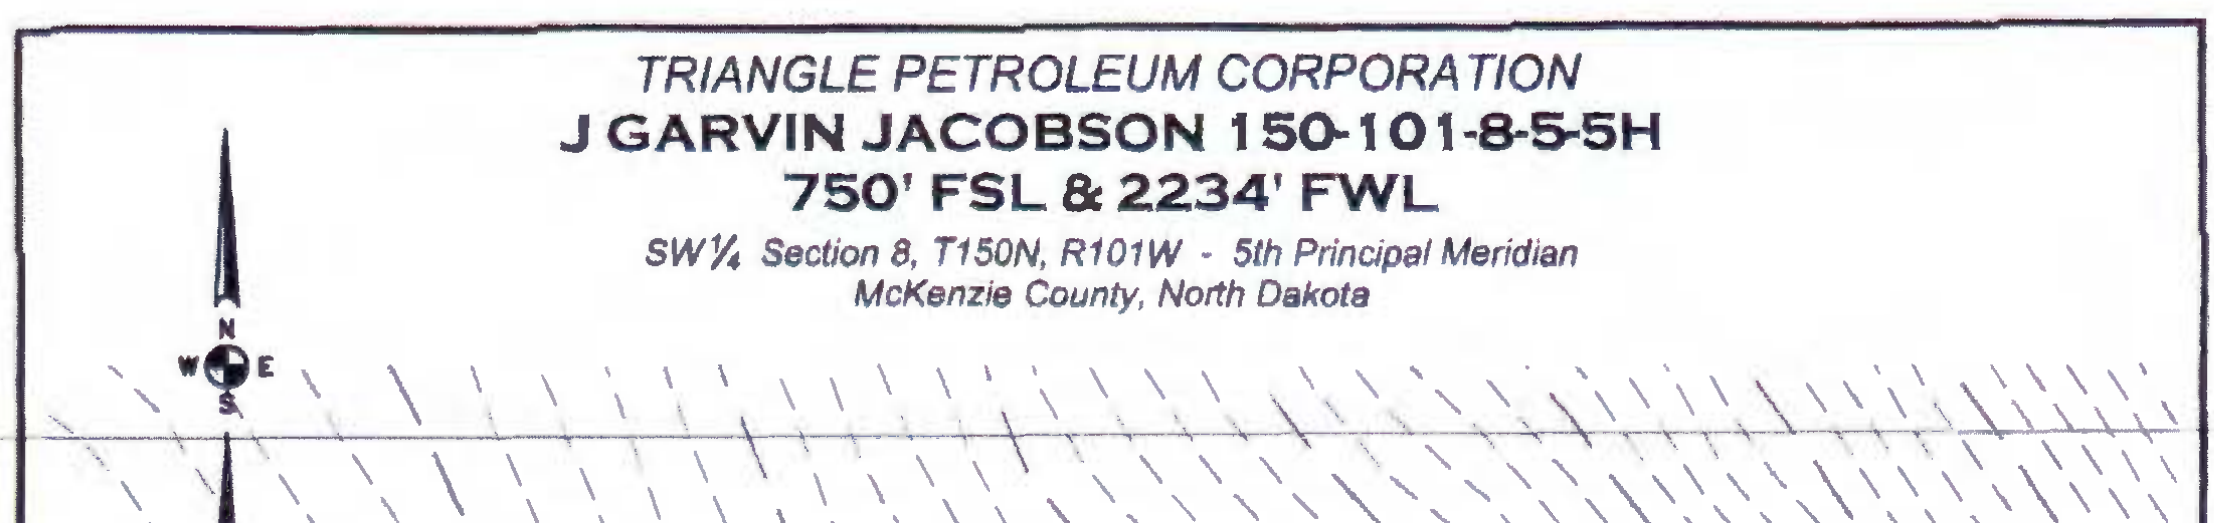 TRIANGLE PETROLEUM CORPORATION
J GARVIN JACOBSON 150-101-8-5-5H
750' FSL & 2234' FWL
SW¼ Section 8, T150N, R101W - 5th Principal Meridian
McKenzie County, North Dakota
N
W E
S